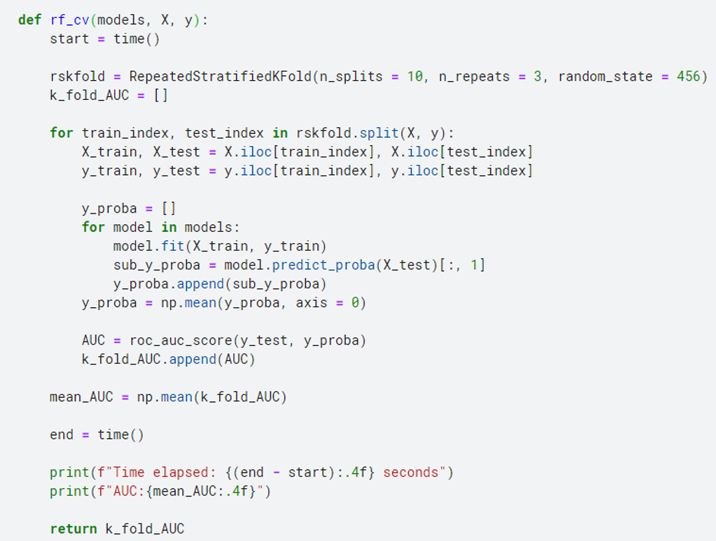 def rf_cv(models, X, y):
    start = time()

    rskfold = RepeatedStratifiedKFold(n_splits = 10, n_repeats = 3, random_state = 456)
    k_fold_AUC = []

    for train_index, test_index in rskfold.split(X, y):
        X_train, X_test = X.iloc[train_index], X.iloc[test_index]
        y_train, y_test = y.iloc[train_index], y.iloc[test_index]

        y_proba = []
        for model in models:
            model.fit(X_train, y_train)
            sub_y_proba = model.predict_proba(X_test)[:, 1]
            y_proba.append(sub_y_proba)
        y_proba = np.mean(y_proba, axis = 0)

        AUC = roc_auc_score(y_test, y_proba)
        k_fold_AUC.append(AUC)

    mean_AUC = np.mean(k_fold_AUC)

    end = time()

    print(f"Time elapsed: {(end - start):.4f} seconds")
    print(f"AUC:{mean_AUC:.4f}")

    return k_fold_AUC